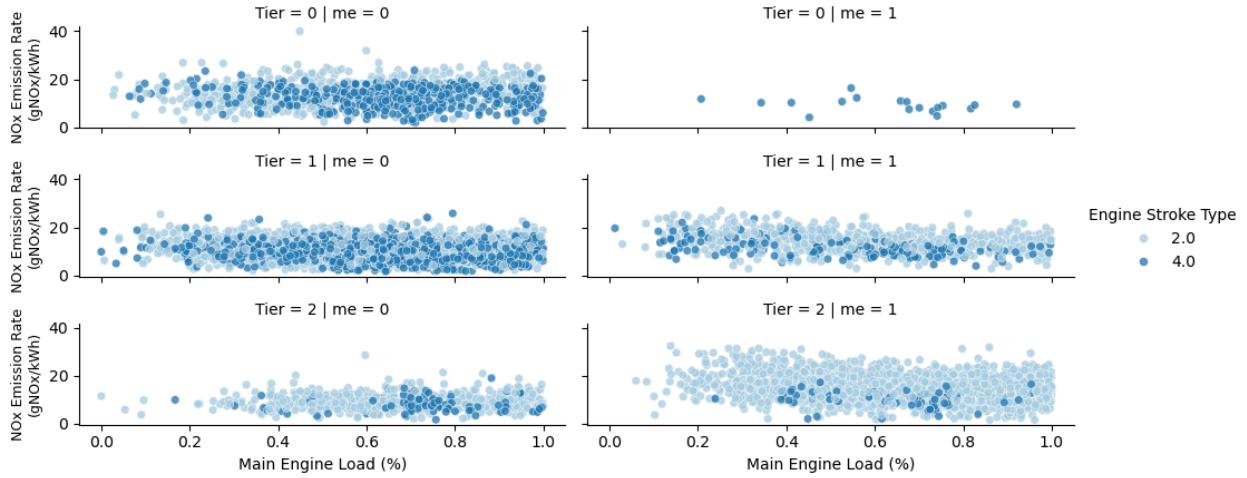 Tier = 0 | me = 0
Tier = 0 | me = 1
NOx Emission Rate
(gNOx/kWh)
40
20
0
Tier = 1 | me = 0
Tier = 1 | me = 1
NOx Emission Rate
(gNOx/kWh)
40
20
0
Engine Stroke Type
2.0
4.0
Tier = 2 | me = 0
Tier = 2 | me = 1
NOx Emission Rate
(gNOx/kWh)
40
20
0
0.0 0.2 0.4 0.6 0.8 1.0
0.0 0.2 0.4 0.6 0.8 1.0
Main Engine Load (%)
Main Engine Load (%)